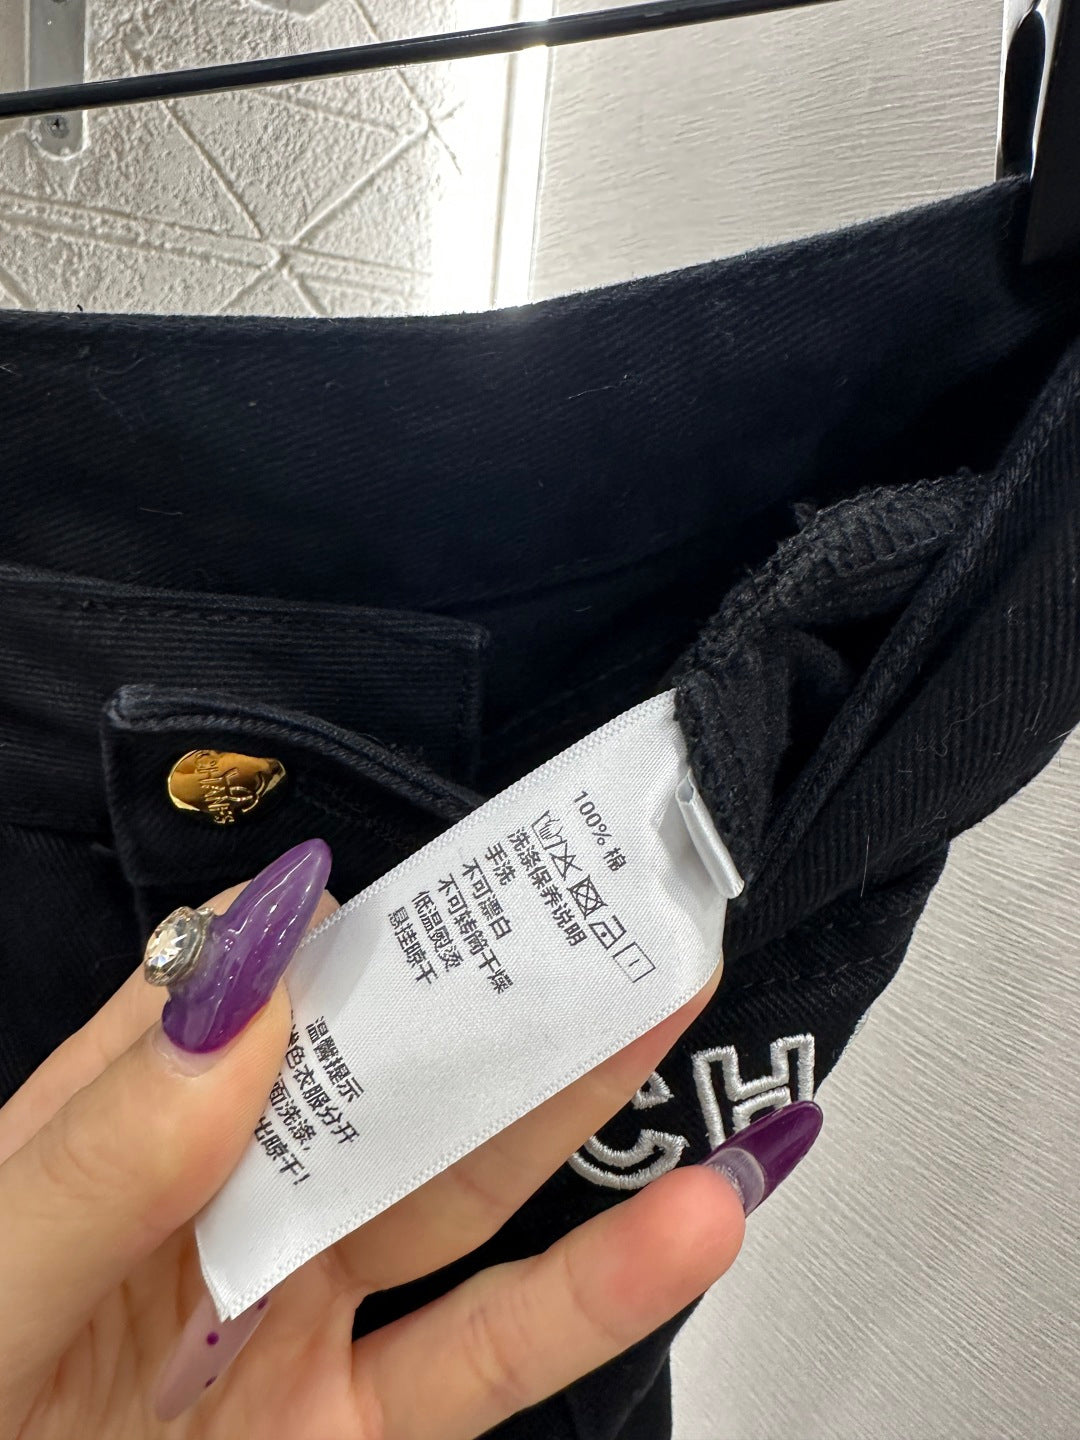 100% 棉
洗涤保养说明
手洗
不可漂白
不可转筒干燥
低温熨烫
悬挂晾干
温馨提示
色衣服分开
面洗涤,
出晾干!
CH